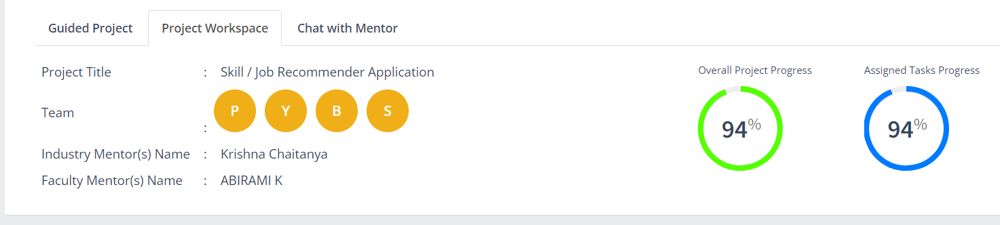 Guided Project Project Workspace Chat with Mentor
Project Title : Skill / Job Recommender Application
Team : P Y B S
Industry Mentor(s) Name : Krishna Chaitanya
Faculty Mentor(s) Name : ABIRAMI K
Overall Project Progress
94%
Assigned Tasks Progress
94%